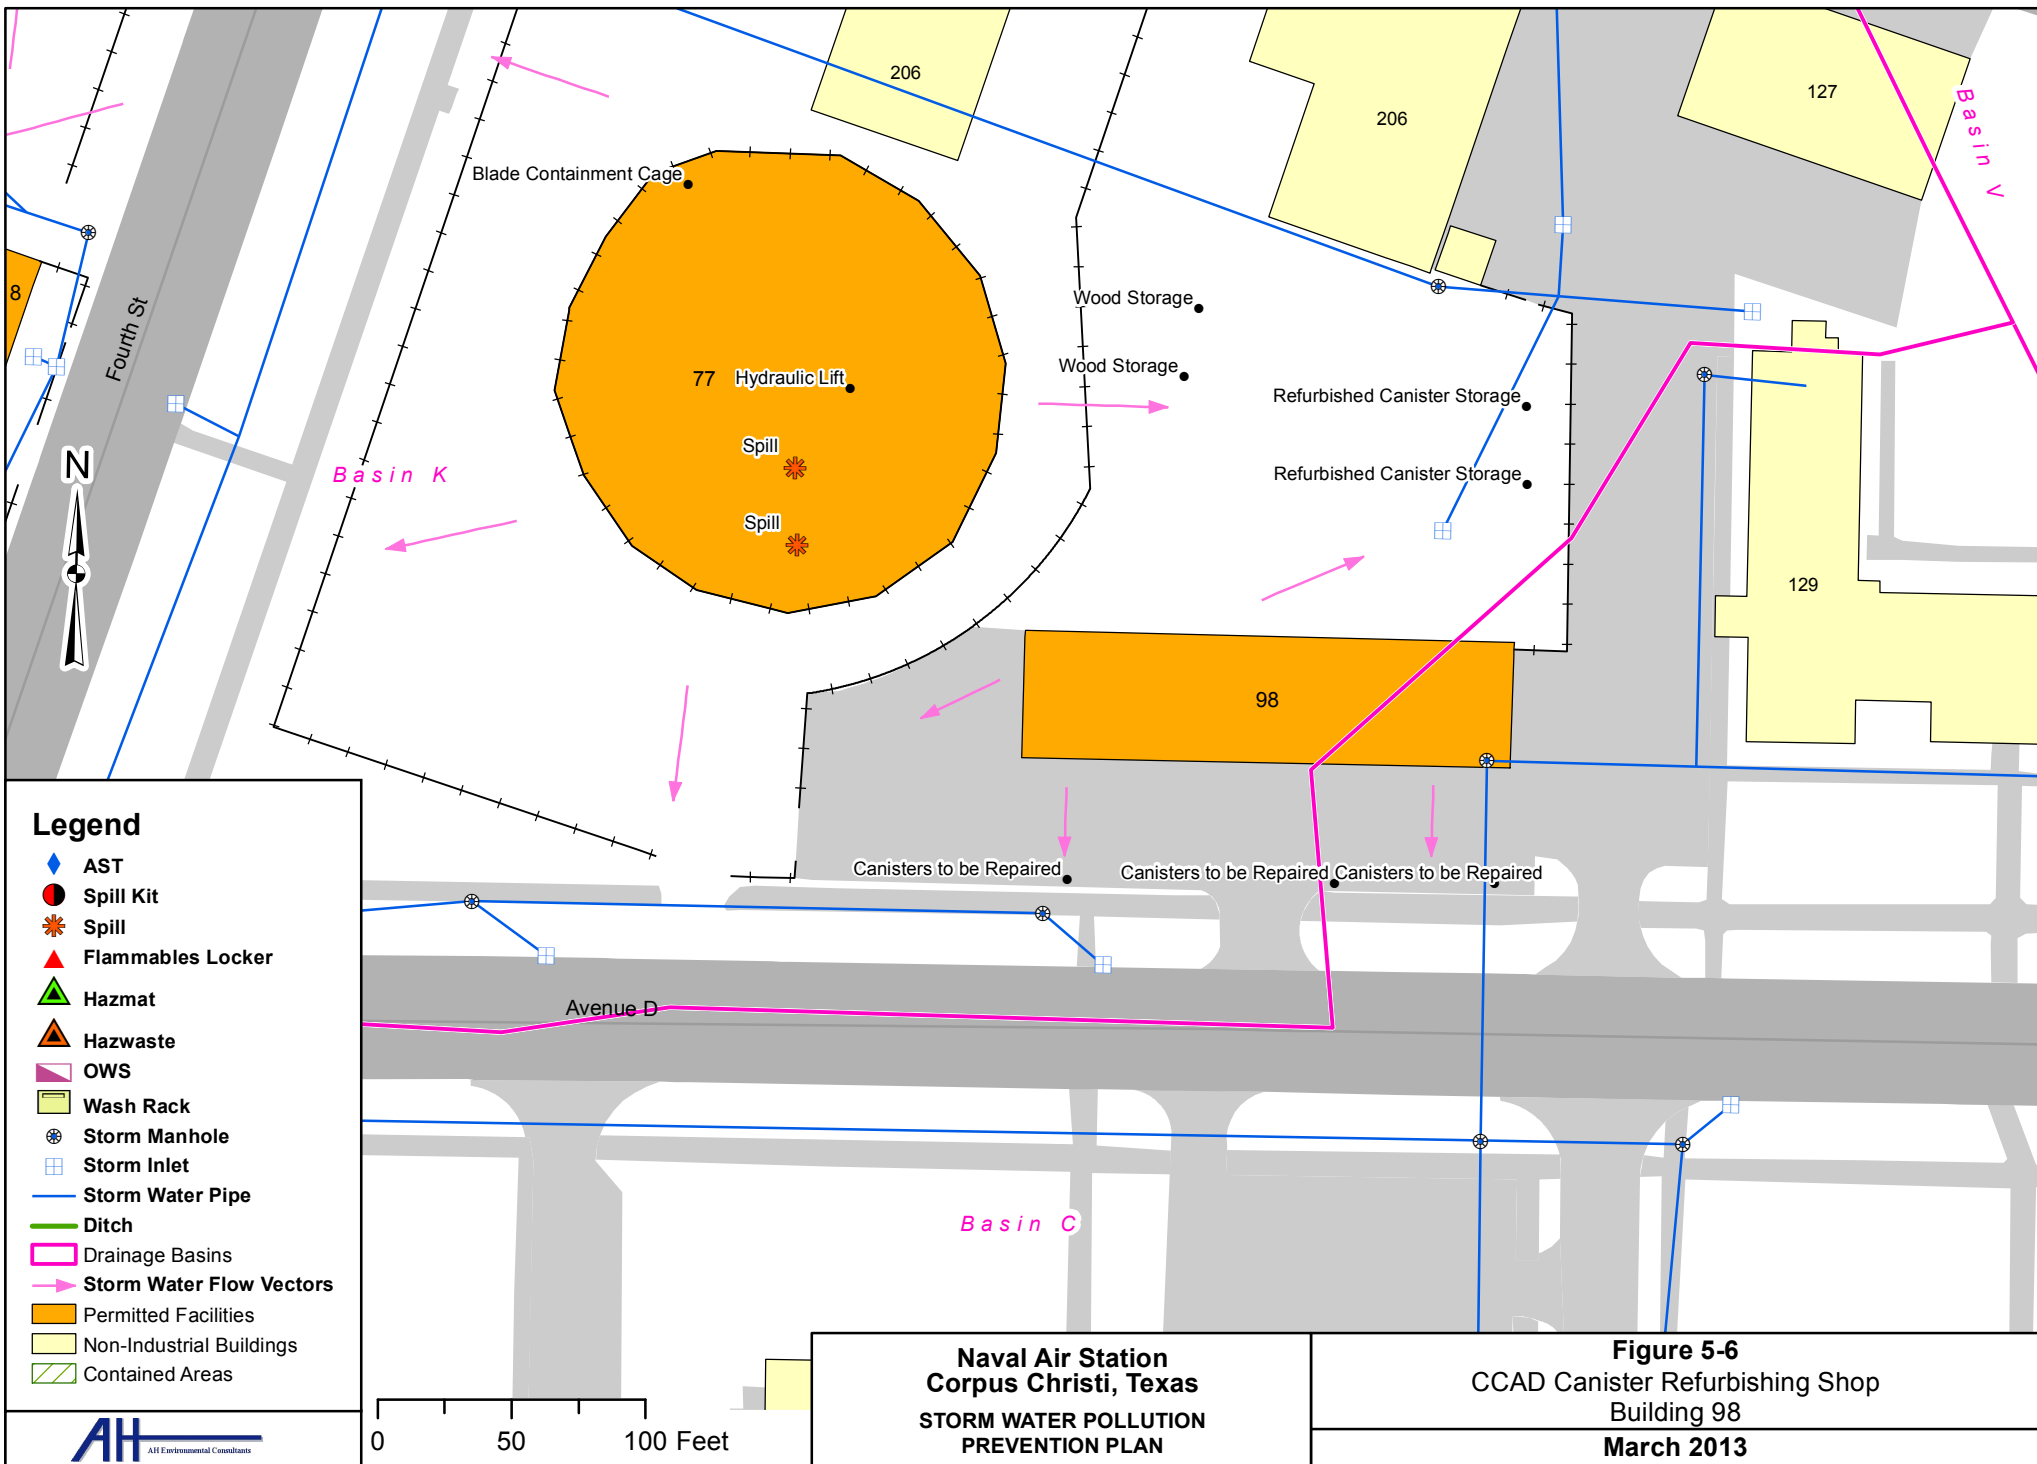 206
206
127
Basin V
Blade Containment Cage
8
Fourth St
Wood Storage
Wood Storage
77
Hydraulic Lift
Refurbished Canister Storage
Spill
N
Basin K
Refurbished Canister Storage
Spill
129
98
Canisters to be Repaired
Canisters to be Repaired
Canisters to be Repaired
Avenue D
Basin C
Legend
AST
Spill Kit
Spill
Flammables Locker
Hazmat
Hazwaste
OWS
Wash Rack
Storm Manhole
Storm Inlet
Storm Water Pipe
Ditch
Drainage Basins
Storm Water Flow Vectors
Permitted Facilities
Non-Industrial Buildings
Contained Areas
AH
AH Environmental Consultants
0 50 100 Feet
Naval Air Station
Corpus Christi, Texas
STORM WATER POLLUTION
PREVENTION PLAN
Figure 5-6
CCAD Canister Refurbishing Shop
Building 98
March 2013